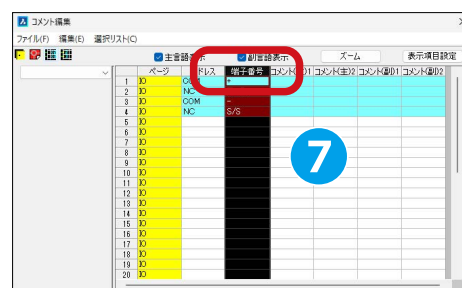 コメント編集
ファイル(F) 編集(E) 選択リスト(C)
主言語表示 副言語表示 ズーム 表示項目設定
ページ ドレス 端子番号 コメント( )1 コメント(主)2 コメント(副)1 コメント(副)2
1 IO COM +
2 IO NC
3 IO COM -
4 IO NC S/S
5 IO
6 IO
7 IO
8 IO
9 IO
10 IO
11 IO
12 IO
13 IO
14 IO
15 IO
16 IO
17 IO
18 IO
19 IO
20 IO
7